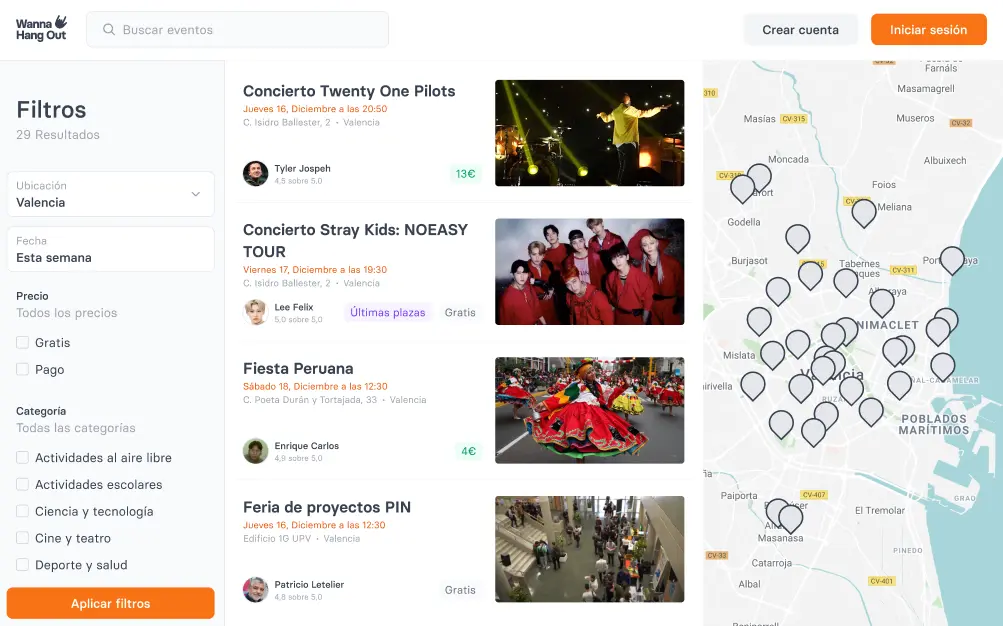 Wanna
Hang Out
Buscar eventos
Crear cuenta
Iniciar sesión
Filtros
29 Resultados
Ubicación
Valencia
Fecha
Esta semana
Precio
Todos los precios
Gratis
Pago
Categoría
Todas las categorías
Actividades al aire libre
Actividades escolares
Ciencia y tecnología
Cine y teatro
Deporte y salud
Aplicar filtros
Concierto Twenty One Pilots
Jueves 16, Diciembre a las 20:50
C. Isidro Ballester, 2 • Valencia
Tyler Jospeh
4,5 sobre 5,0
13€
Concierto Stray Kids: NOEASY
TOUR
Viernes 17, Diciembre a las 19:30
C. Isidro Ballester, 2 • Valencia
Lee Felix
5,0 sobre 5,0
Últimas plazas
Gratis
Fiesta Peruana
Sábado 18, Diciembre a las 12:30
C. Poeta Durán y Tortajada, 33 • Valencia
Enrique Carlos
4,9 sobre 5,0
4€
Feria de proyectos PIN
Jueves 16, Diciembre a las 12:30
Edificio 1G UPV • Valencia
Patricio Letelier
4,8 sobre 5,0
Gratis
Farnáls
Masamagrell
Masías
CV-315
Museros
CV-32
Moncada
Albuixech
Foios
Meliana
Godella
Burjasot
Tabernes
CV-311
Mislata
POBLADOS
MARÍTIMOS
Paiporta
CV-407
El Tremolar
GRAO
Masanasa
PINEDO
CV-33
Catarroja
Albal
CV-401